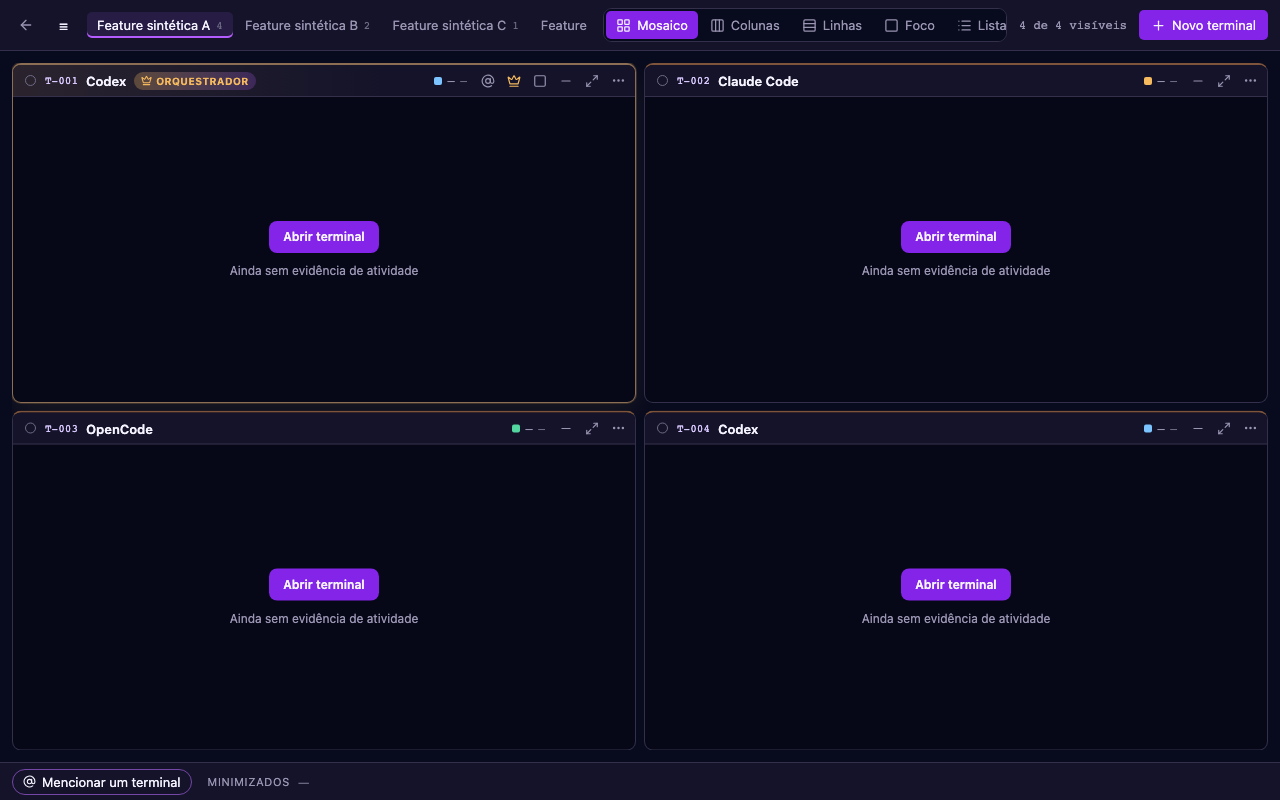 Feature sintética A 4 Feature sintética B 2 Feature sintética C 1 Feature Mosaico Colunas Linhas Foco Lista 4 de 4 visíveis + Novo terminal
T-001 Codex ORQUESTRADOR — —
Abrir terminal
Ainda sem evidência de atividade
T-002 Claude Code — —
Abrir terminal
Ainda sem evidência de atividade
T-003 OpenCode — —
Abrir terminal
Ainda sem evidência de atividade
T-004 Codex — —
Abrir terminal
Ainda sem evidência de atividade
@ Mencionar um terminal MINIMIZADOS —